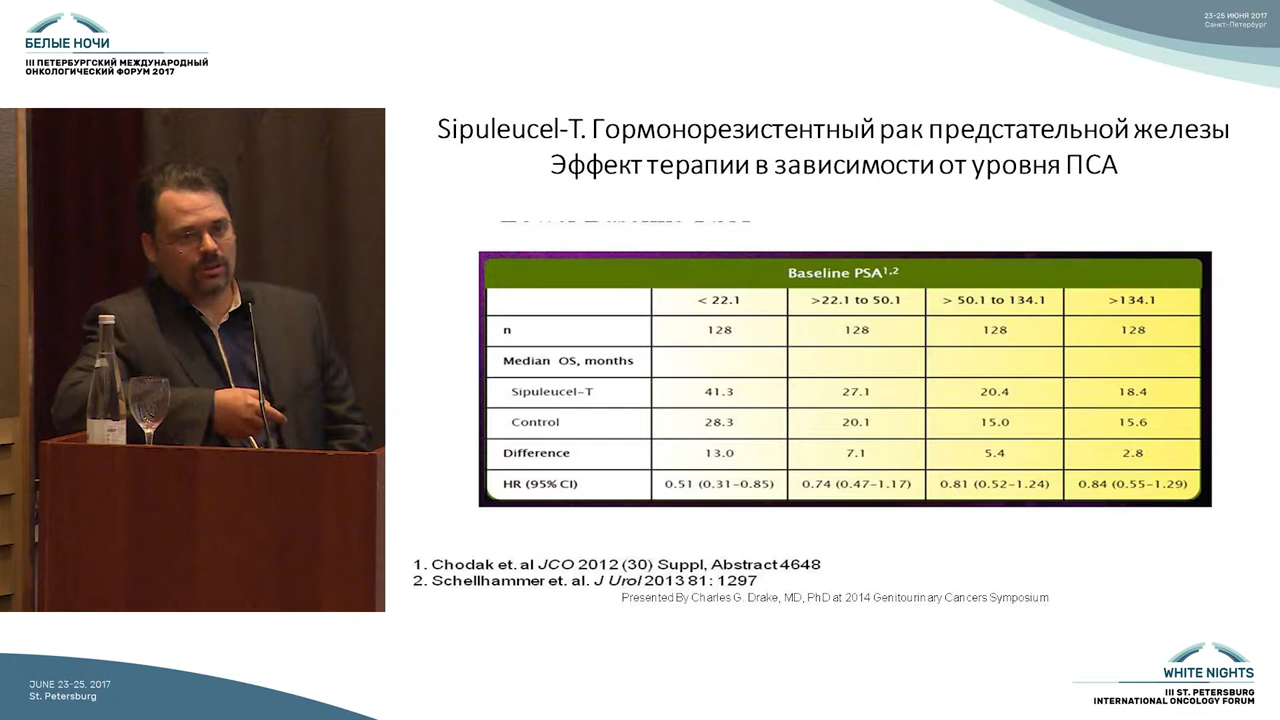 БЕЛЫЕ НОЧИ
III ПЕТЕРБУРГСКИЙ МЕЖДУНАРОДНЫЙ
ОНКОЛОГИЧЕСКИЙ ФОРУМ 2017
23-25 ИЮНЯ 2017
Санкт-Петербург
Sipuleucel-T. Гормонорезистентный рак предстательной железы
Эффект терапии в зависимости от уровня ПСА
Baseline PSA1,2
< 22.1 >22.1 to 50.1 > 50.1 to 134.1 >134.1
n 128 128 128 128
Median OS, months
Sipuleucel-T 41.3 27.1 20.4 18.4
Control 28.3 20.1 15.0 15.6
Difference 13.0 7.1 5.4 2.8
HR (95% CI) 0.51 (0.31-0.85) 0.74 (0.47-1.17) 0.81 (0.52-1.24) 0.84 (0.55-1.29)
1. Chodak et. al JCO 2012 (30) Suppl, Abstract 4648
2. Schellhammer et. al. J Urol 2013 81: 1297
Presented By Charles G. Drake, MD, PhD at 2014 Genitourinary Cancers Symposium
JUNE 23-25, 2017
St. Petersburg
WHITE NIGHTS
III ST. PETERSBURG
INTERNATIONAL ONCOLOGY FORUM